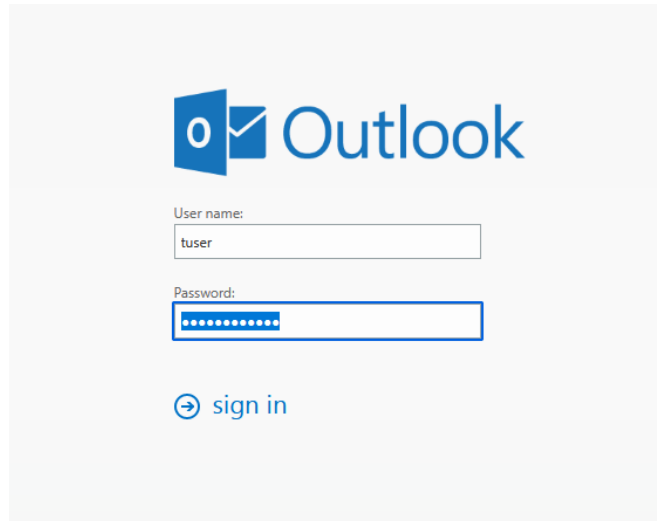 Outlook
User name:
tuser
Password:
••••••••••••
sign in